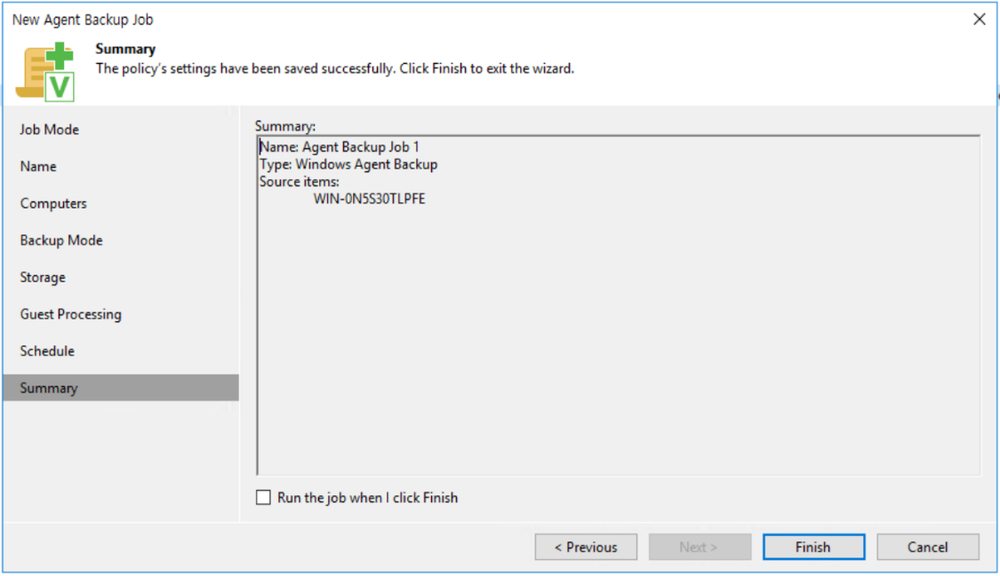 New Agent Backup Job
Summary
The policy's settings have been saved successfully. Click Finish to exit the wizard.
V
Job Mode
Name
Computers
Backup Mode
Storage
Guest Processing
Schedule
Summary
Summary:
Name: Agent Backup Job 1
Type: Windows Agent Backup
Source items:
WIN-0N5S30TLPFE
Run the job when I click Finish
< Previous
Next >
Finish
Cancel